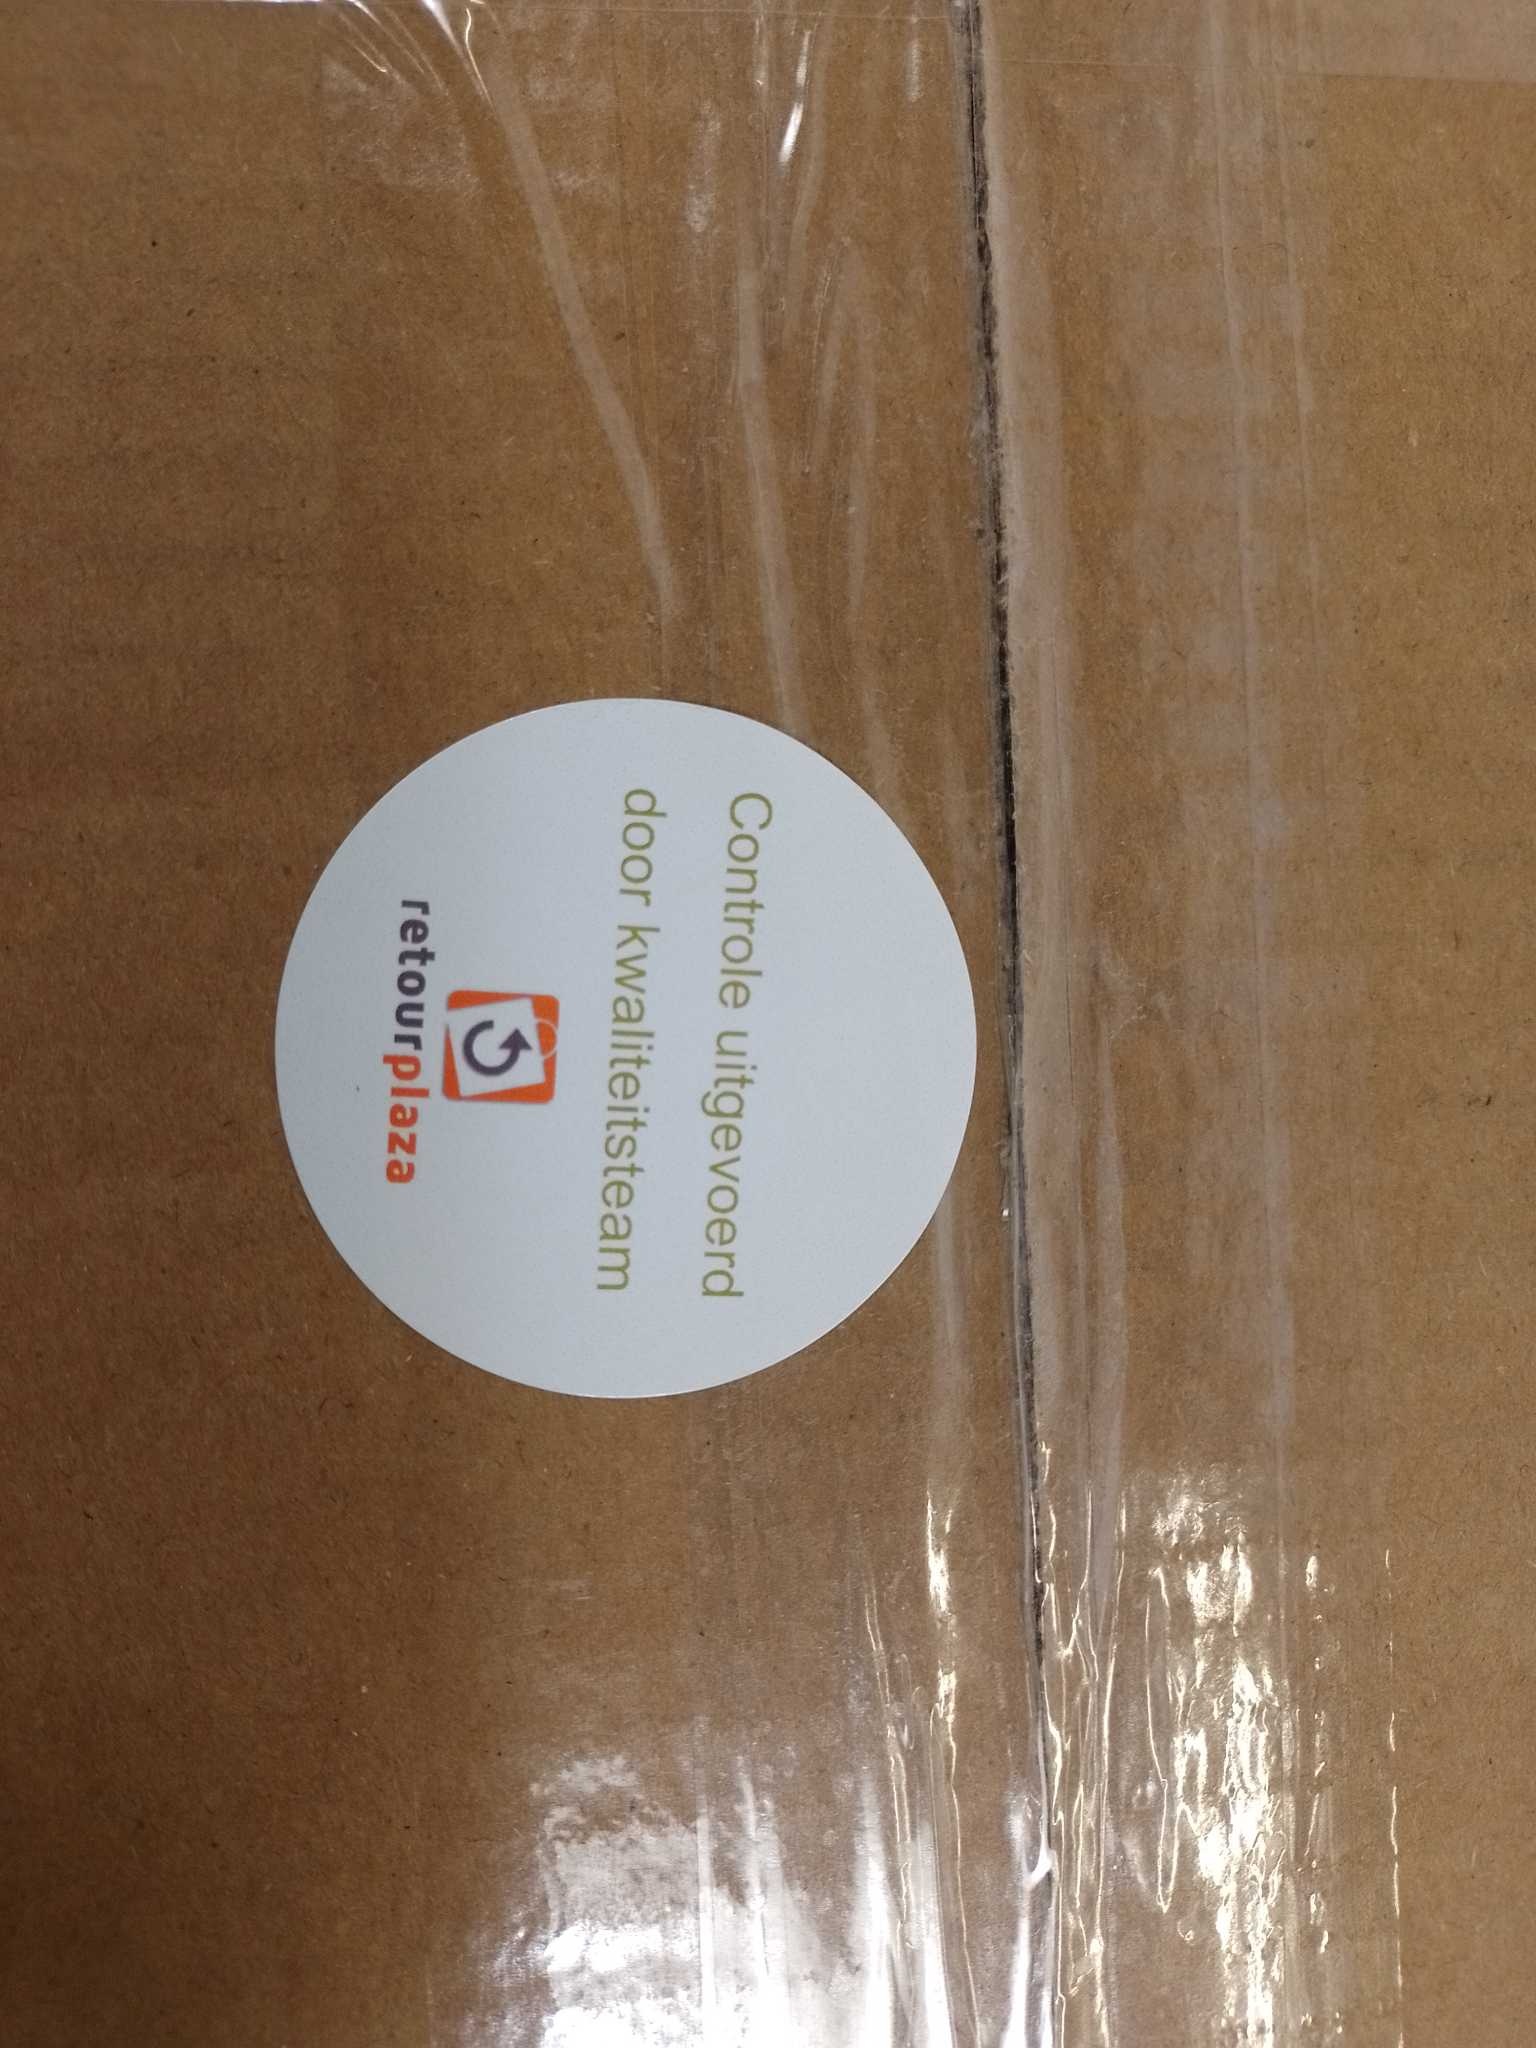 Controle uitgevoerd
door kwaliteitsteam
retourplaza